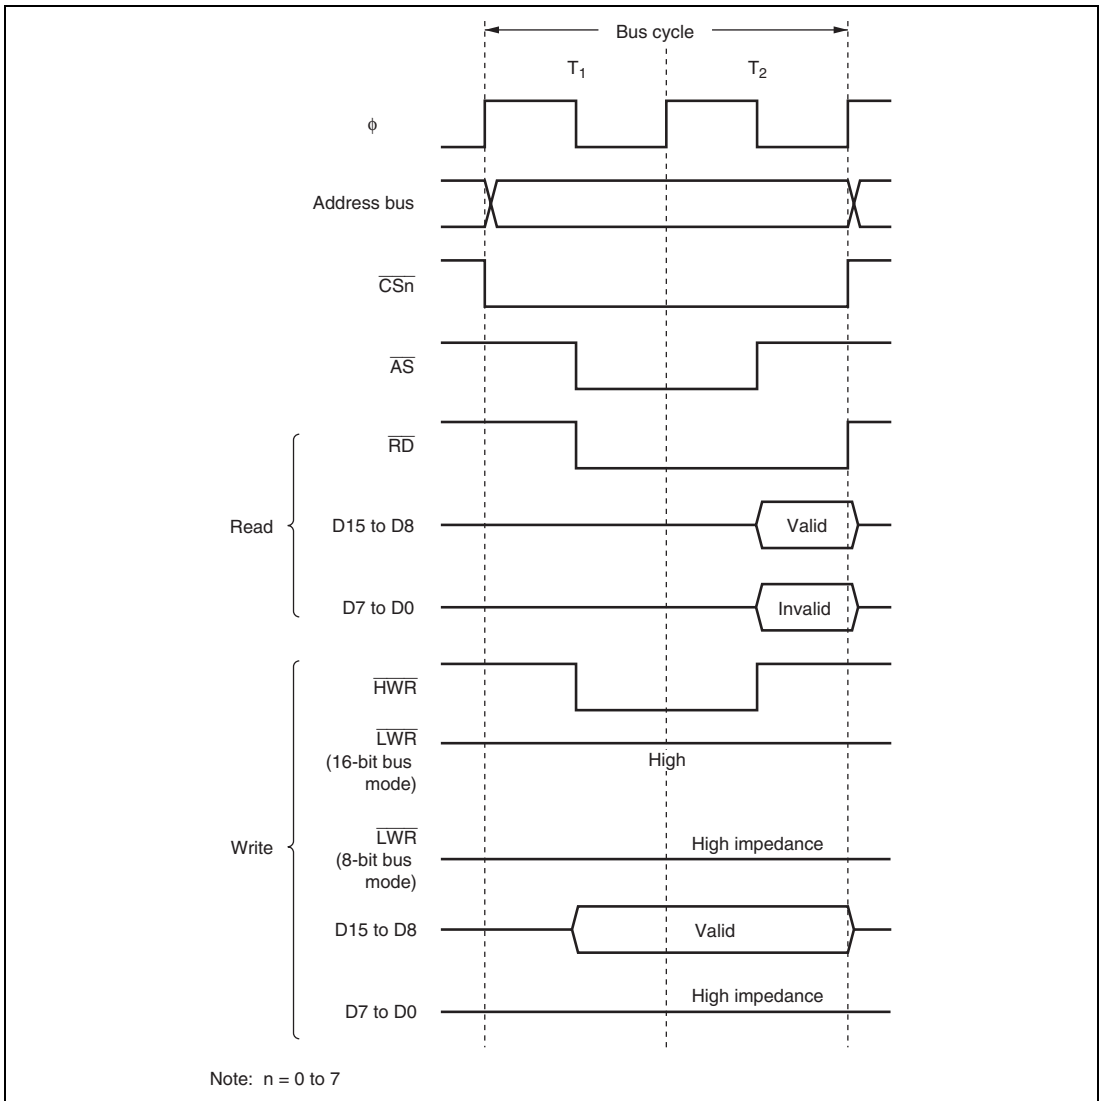 Bus cycle
T1
T2
ϕ
Address bus
CSn
AS
RD
Read
D15 to D8
Valid
D7 to D0
Invalid
HWR
LWR
(16-bit bus
mode)
High
Write
LWR
(8-bit bus
mode)
High impedance
D15 to D8
Valid
D7 to D0
High impedance
Note: n = 0 to 7